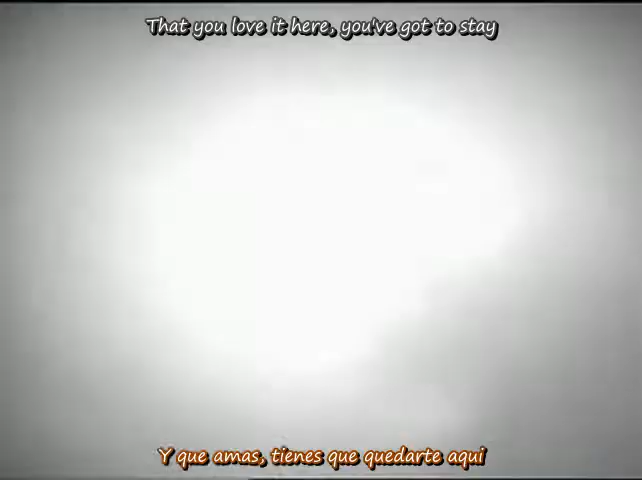 That you love it here, you've got to stay
Y que amas, tienes que quedarte aqui